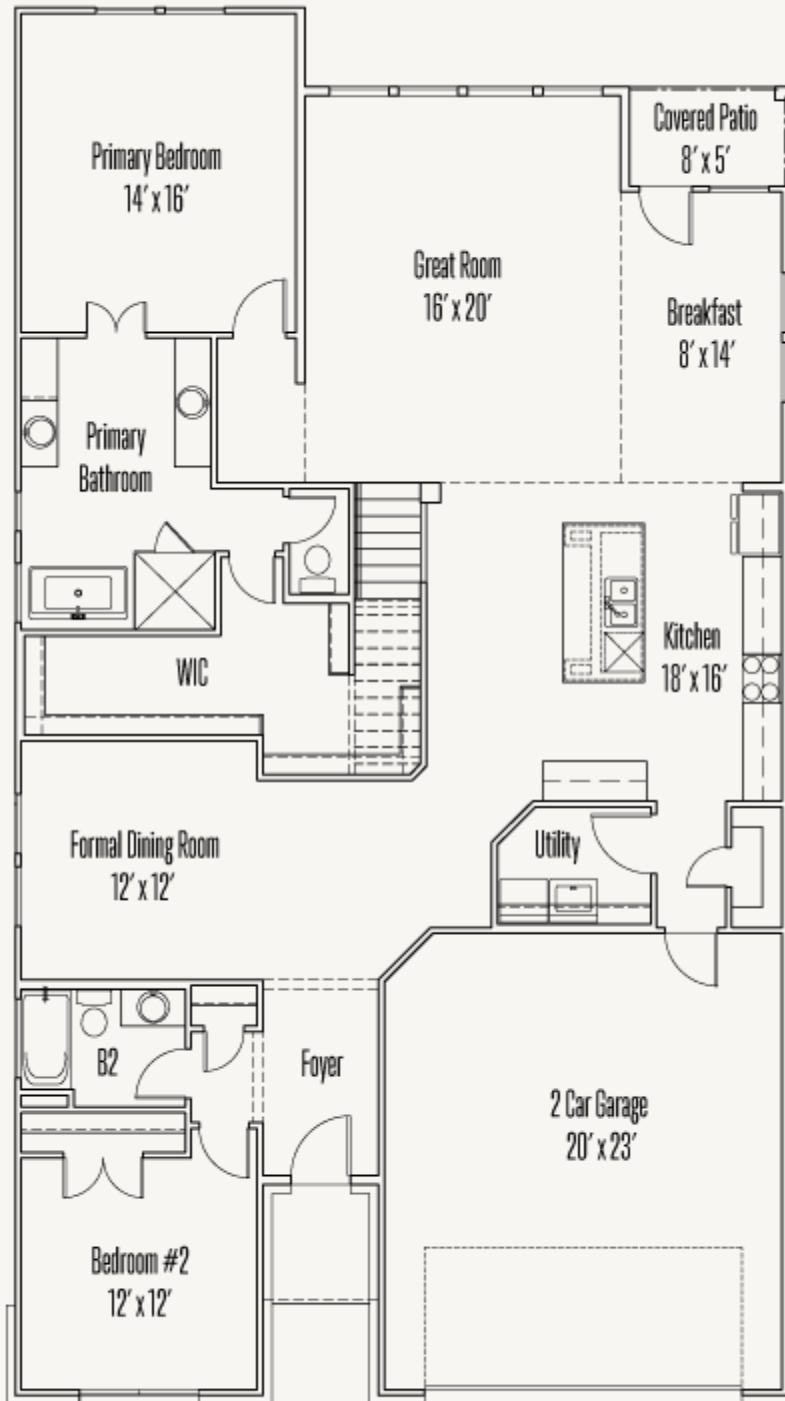 Covered Patio
8' x 5'
Primary Bedroom
14' x 16'
Great Room
16' x 20'
Breakfast
8' x 14'
Primary
Bathroom
Kitchen
18' x 16'
WIC
Formal Dining Room
12' x 12'
Utility
B2
Foyer
2 Car Garage
20' x 23'
Bedroom #2
12' x 12'